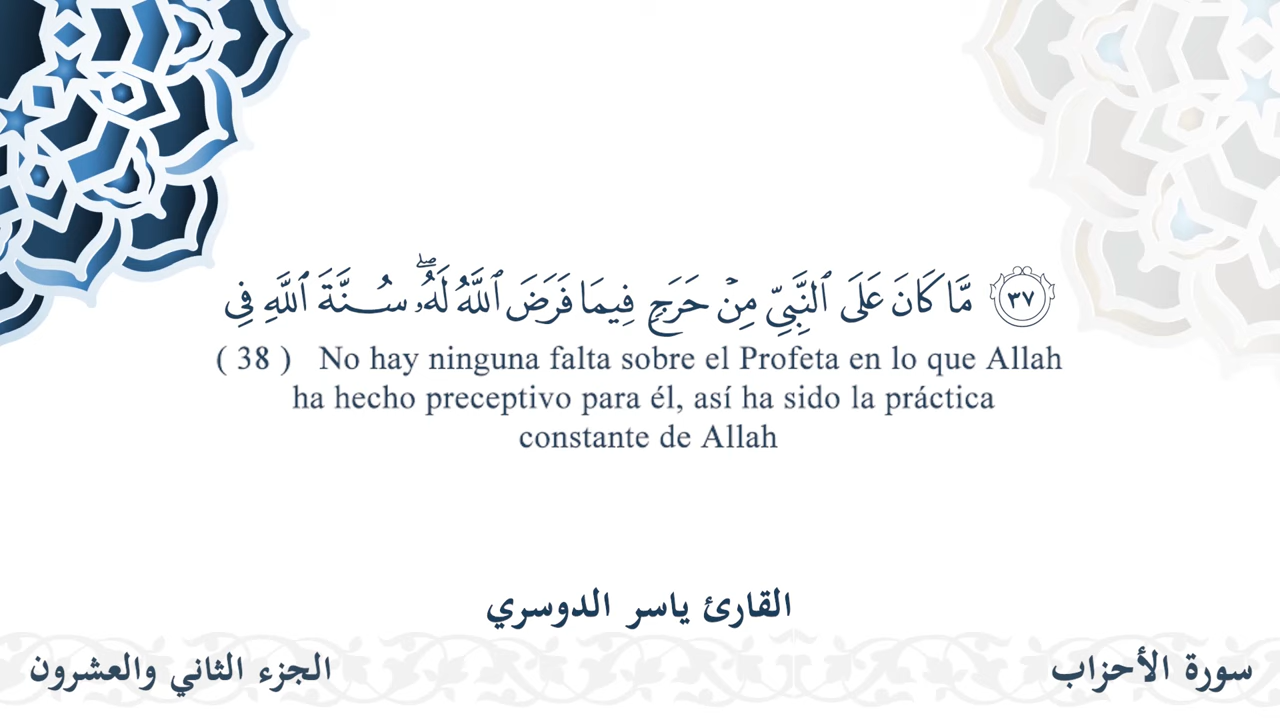 ٣٧ مَّا كَانَ عَلَى ٱلنَّبِيِّ مِنْ حَرَجٍ فِيمَا فَرَضَ ٱللَّهُ لَهُۥۖ سُنَّةَ ٱللَّهِ فِى
( 38 ) No hay ninguna falta sobre el Profeta en lo que Allah
ha hecho preceptivo para él, así ha sido la práctica
constante de Allah
القارئ ياسر الدوسري
سورة الأحزاب
الجزء الثاني والعشرون